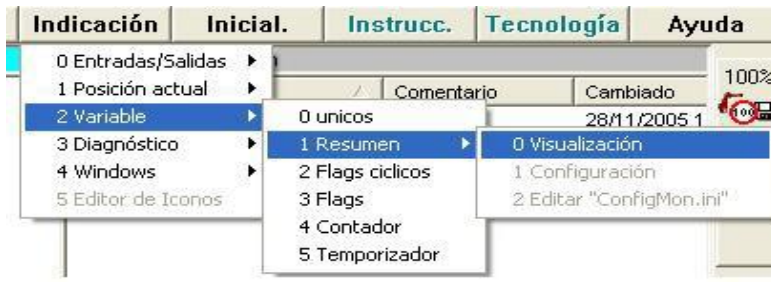 Indicación Inicial. Instrucc. Tecnología Ayuda
0 Entradas/Salidas
1 Posición actual
2 Variable
3 Diagnóstico
4 Windows
5 Editor de Iconos
Comentario Cambiado
28/11/2005 1
100%
100
0 unicos
1 Resumen
2 Flags ciclicos
3 Flags
4 Contador
5 Temporizador
0 Visualización
1 Configuración
2 Editar "ConfigMon.ini"